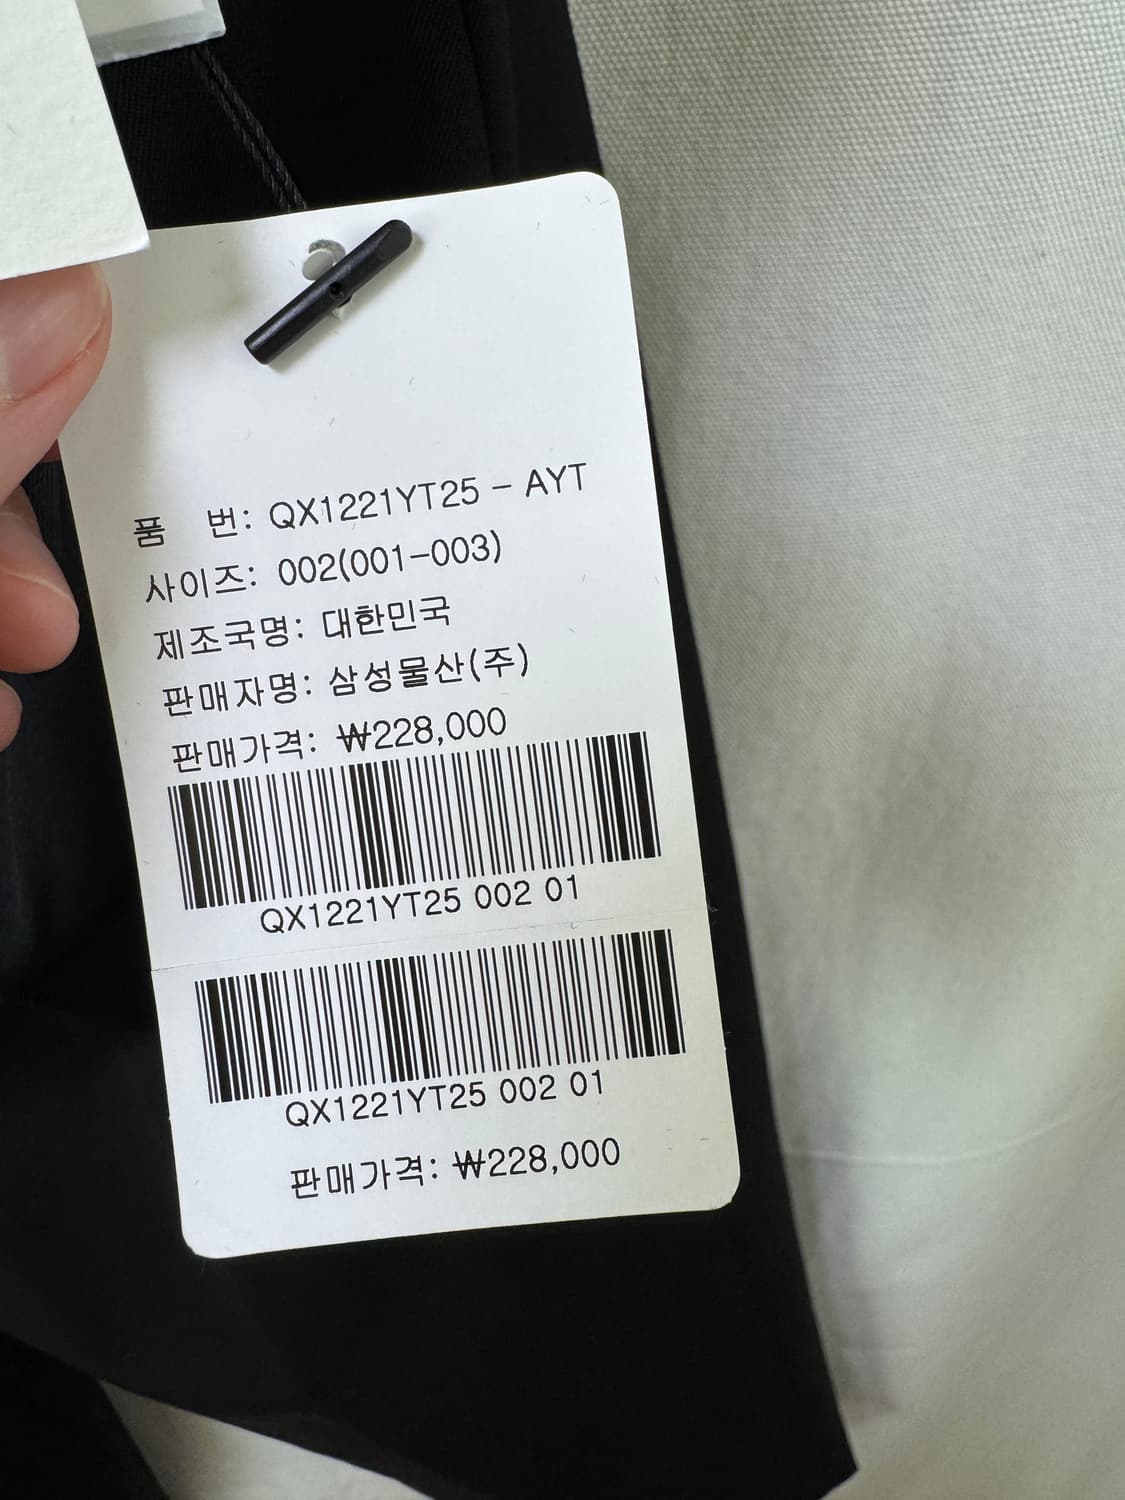 품 번: QX1221YT25 - AYT
사이즈: 002(001-003)
제조국명: 대한민국
판매자명: 삼성물산(주)
판매가격: ₩228,000
QX1221YT25 002 01
QX1221YT25 002 01
판매가격: ₩228,000